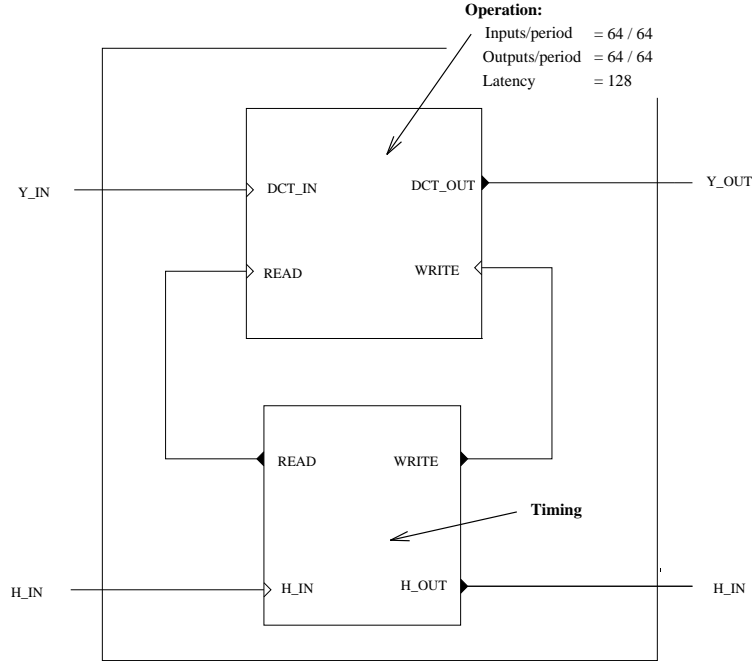 Operation:
Inputs/period = 64 / 64
Outputs/period = 64 / 64
Latency = 128
Y_IN
DCT_IN
DCT_OUT
Y_OUT
READ
WRITE
READ
WRITE
Timing
H_IN
H_IN
H_OUT
H_IN